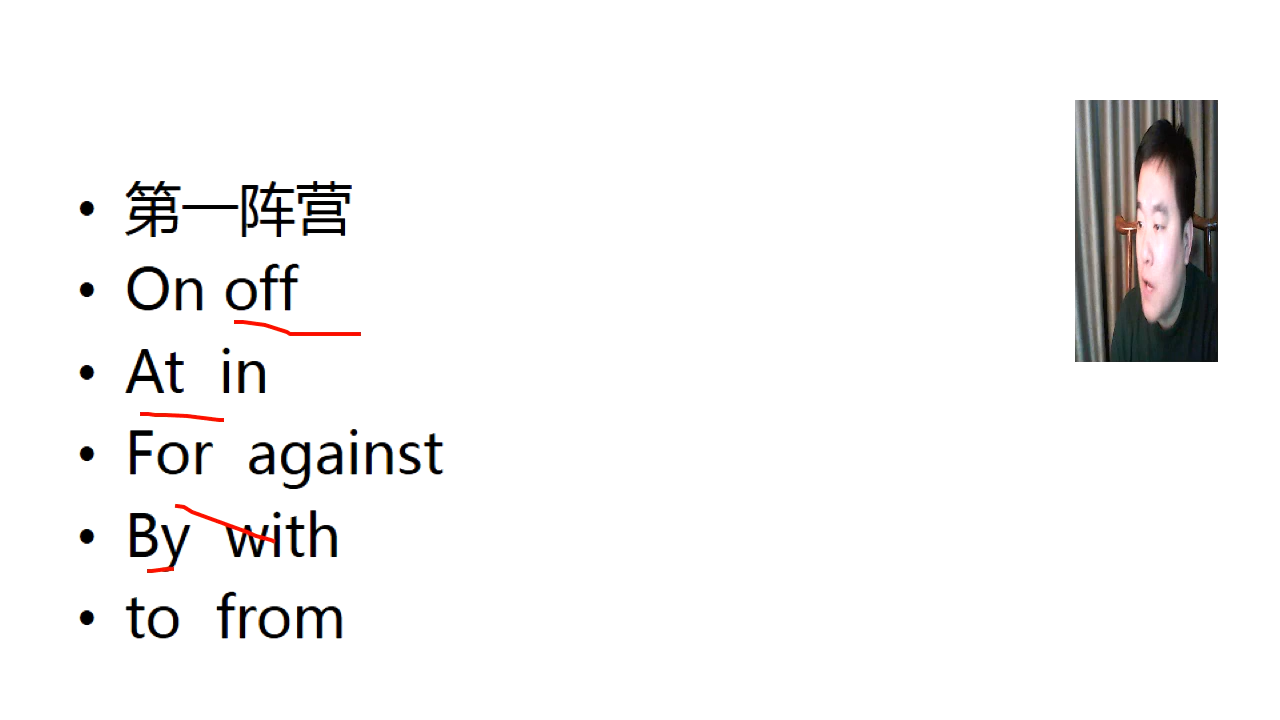 第一阵营
On off
At in
For against
By with
to from